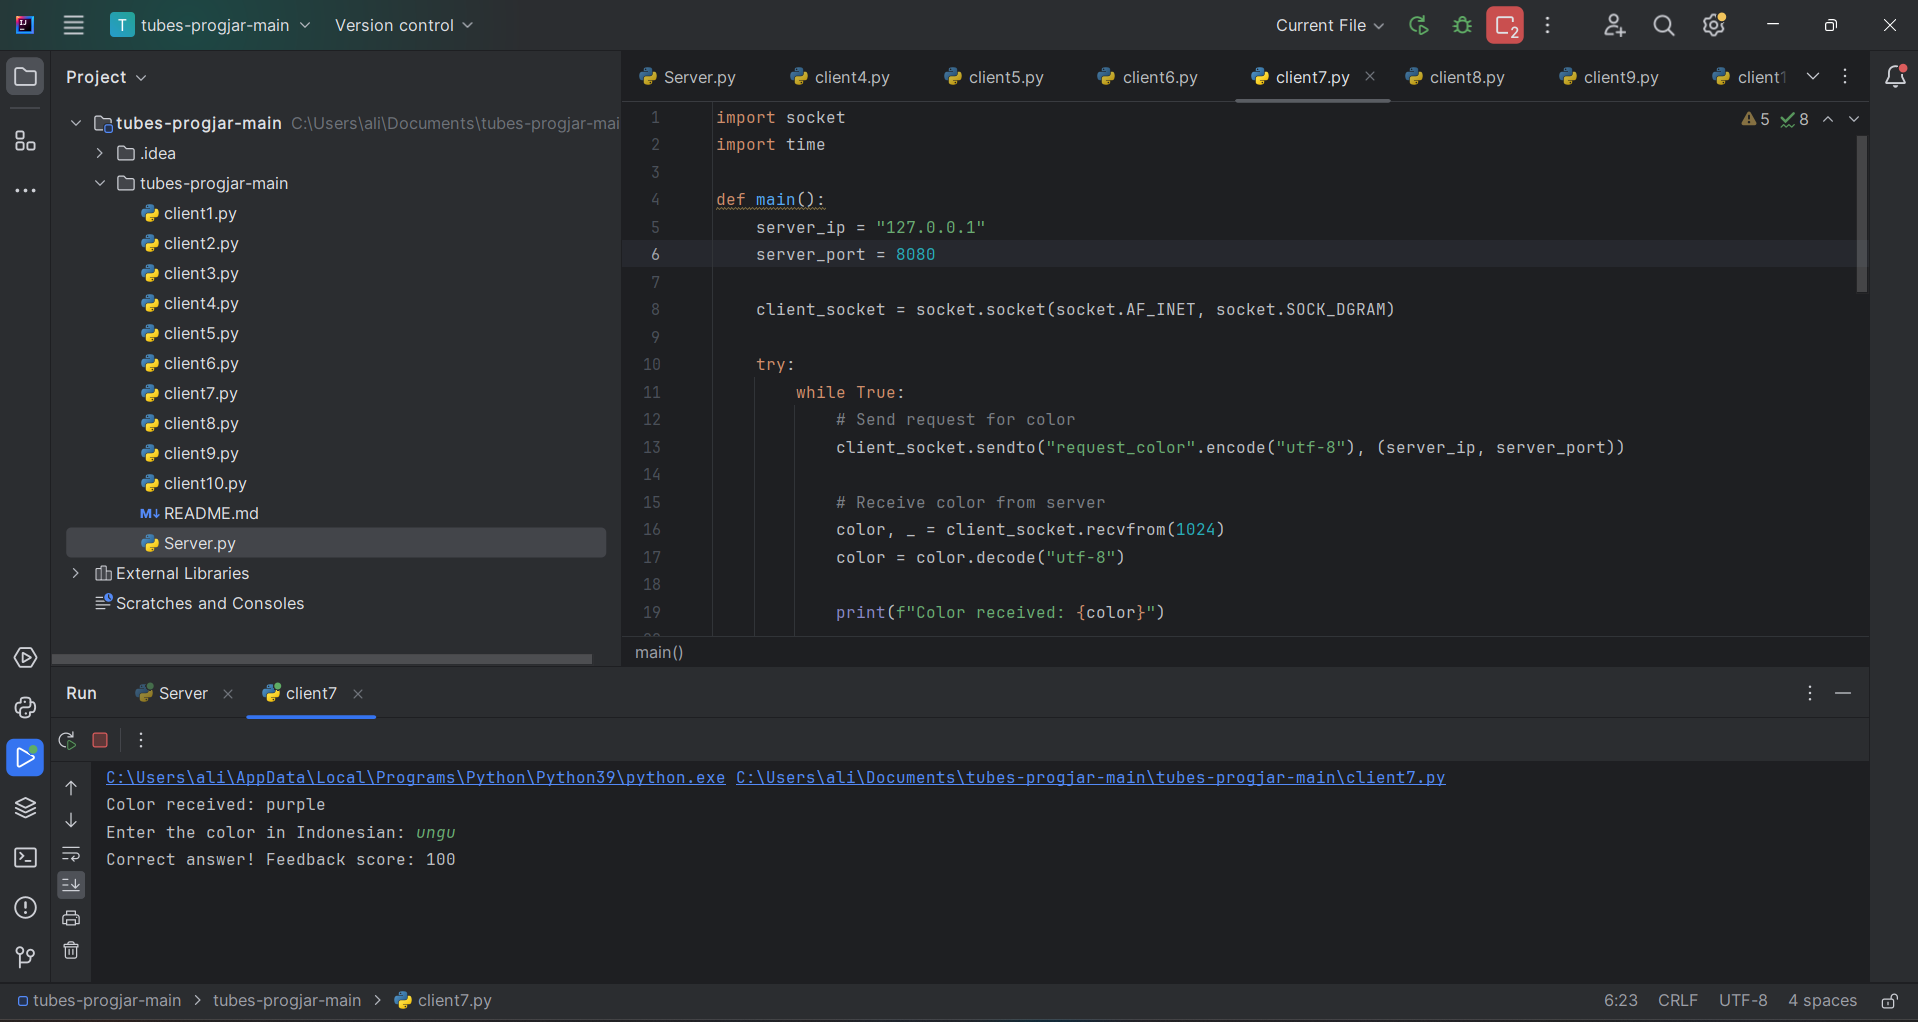 T tubes-progjar-main Version control Current File 2
Project
tubes-progjar-main C:\Users\ali\Documents\tubes-progjar-mai
.idea
tubes-progjar-main
client1.py
client2.py
client3.py
client4.py
client5.py
client6.py
client7.py
client8.py
client9.py
client10.py
M↓ README.md
Server.py
External Libraries
Scratches and Consoles
Server.py client4.py client5.py client6.py client7.py client8.py client9.py client1
5 8
1 import socket
2 import time
3
4 def main():
5 server_ip = "127.0.0.1"
6 server_port = 8080
7
8 client_socket = socket.socket(socket.AF_INET, socket.SOCK_DGRAM)
9
10 try:
11 while True:
12 # Send request for color
13 client_socket.sendto("request_color".encode("utf-8"), (server_ip, server_port))
14
15 # Receive color from server
16 color, _ = client_socket.recvfrom(1024)
17 color = color.decode("utf-8")
18
19 print(f"Color received: {color}")
main()
Run Server client7
C:\Users\ali\AppData\Local\Programs\Python\Python39\python.exe C:\Users\ali\Documents\tubes-progjar-main\tubes-progjar-main\client7.py
Color received: purple
Enter the color in Indonesian: ungu
Correct answer! Feedback score: 100
tubes-progjar-main > tubes-progjar-main > client7.py 6:23 CRLF UTF-8 4 spaces